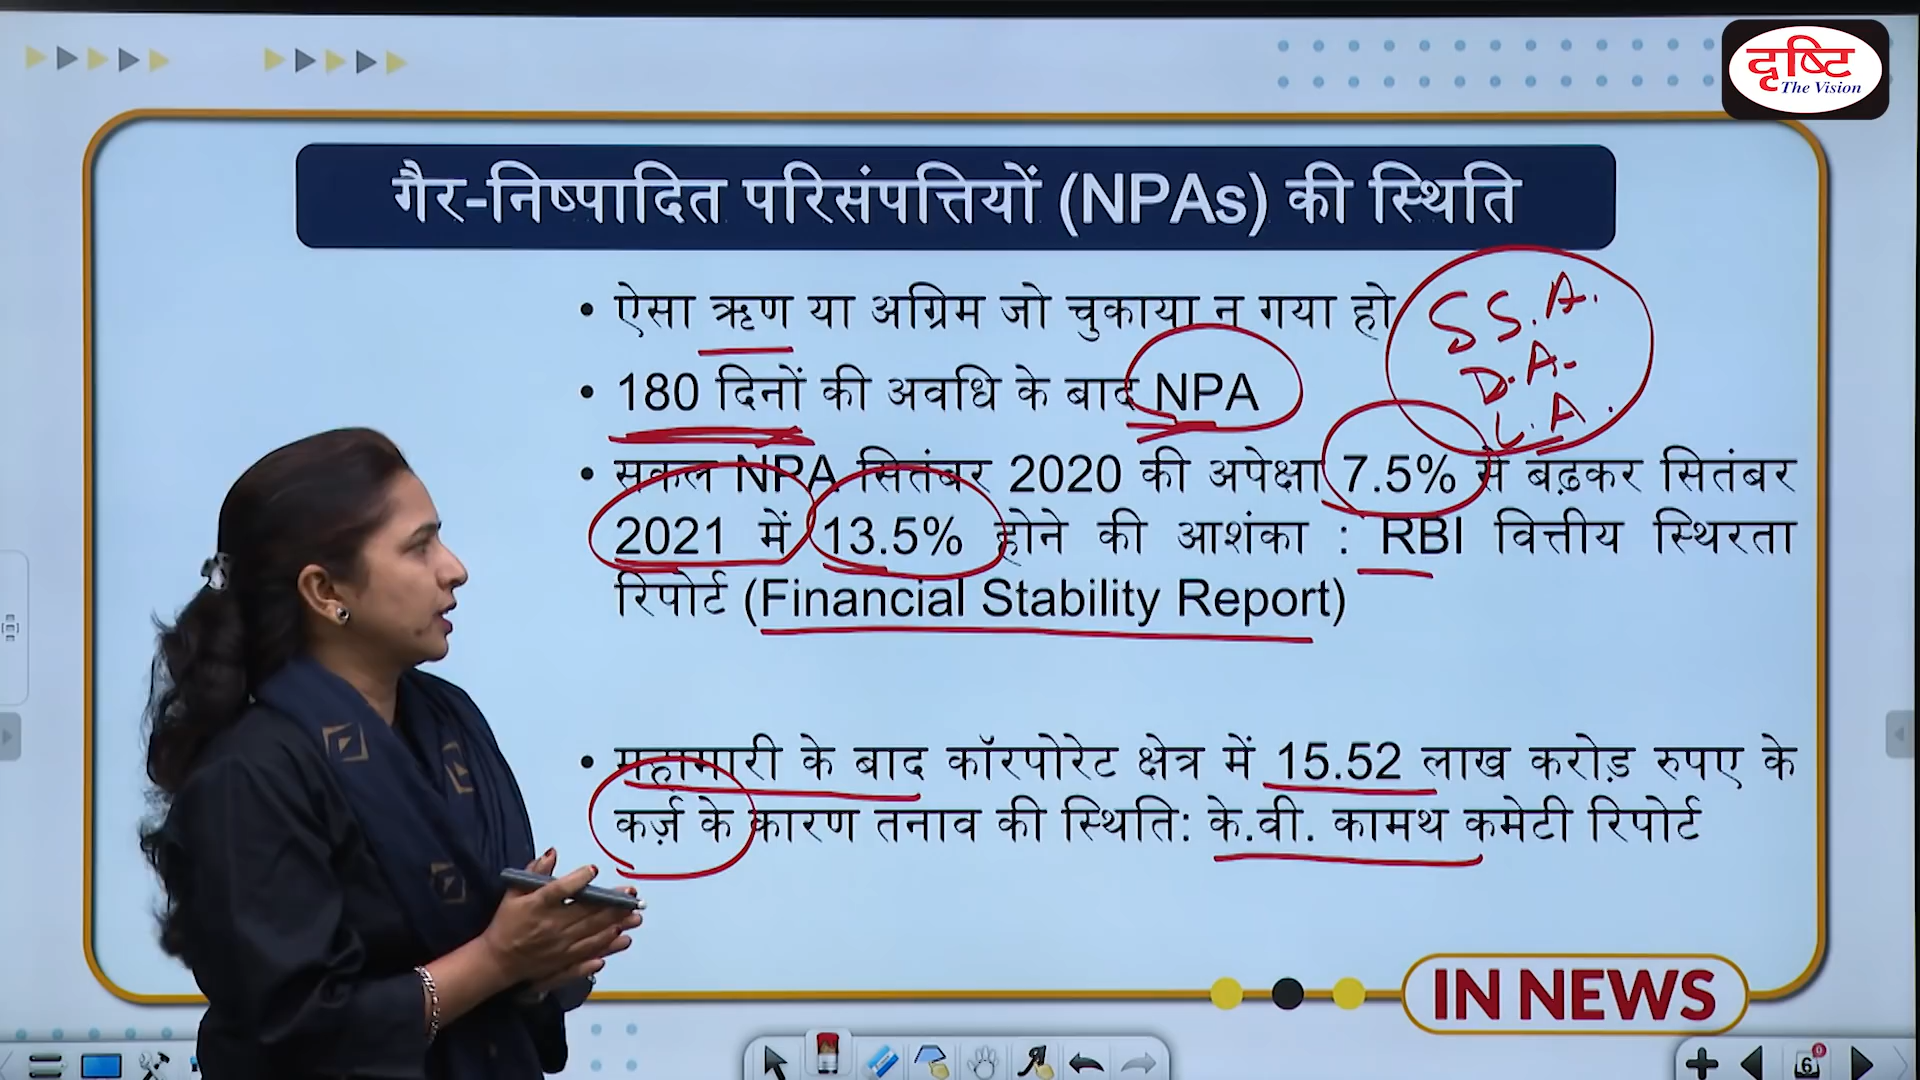 दृष्टि
The Vision
गैर-निष्पादित परिसंपत्तियों (NPAs) की स्थिति
• ऐसा ऋण या अग्रिम जो चुकाया न गया हो
S S. A.
D. A.
L. A.
• 180 दिनों की अवधि के बाद NPA
• सकल NPA सितंबर 2020 की अपेक्षा 7.5% से बढ़कर सितंबर
2021 में 13.5% होने की आशंका : RBI वित्तीय स्थिरता
रिपोर्ट (Financial Stability Report)
• महामारी के बाद कॉरपोरेट क्षेत्र में 15.52 लाख करोड़ रुपए के
कर्ज़ के कारण तनाव की स्थिति: के.वी. कामथ कमेटी रिपोर्ट
IN NEWS
6